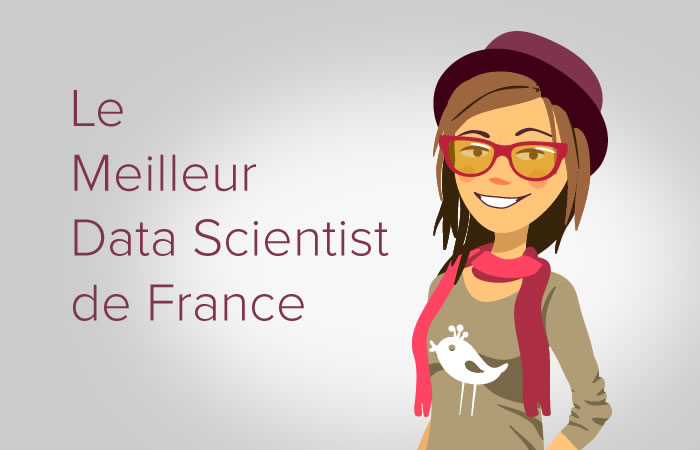 Le
Meilleur
Data Scientist
de France